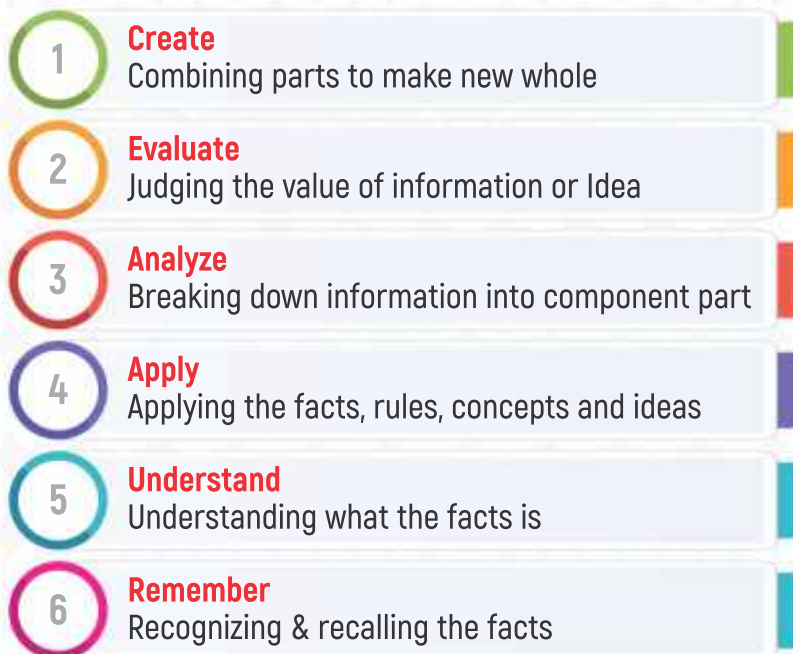 1
Create
Combining parts to make new whole
2
Evaluate
Judging the value of information or Idea
3
Analyze
Breaking down information into component part
4
Apply
Applying the facts, rules, concepts and ideas
5
Understand
Understanding what the facts is
6
Remember
Recognizing & recalling the facts